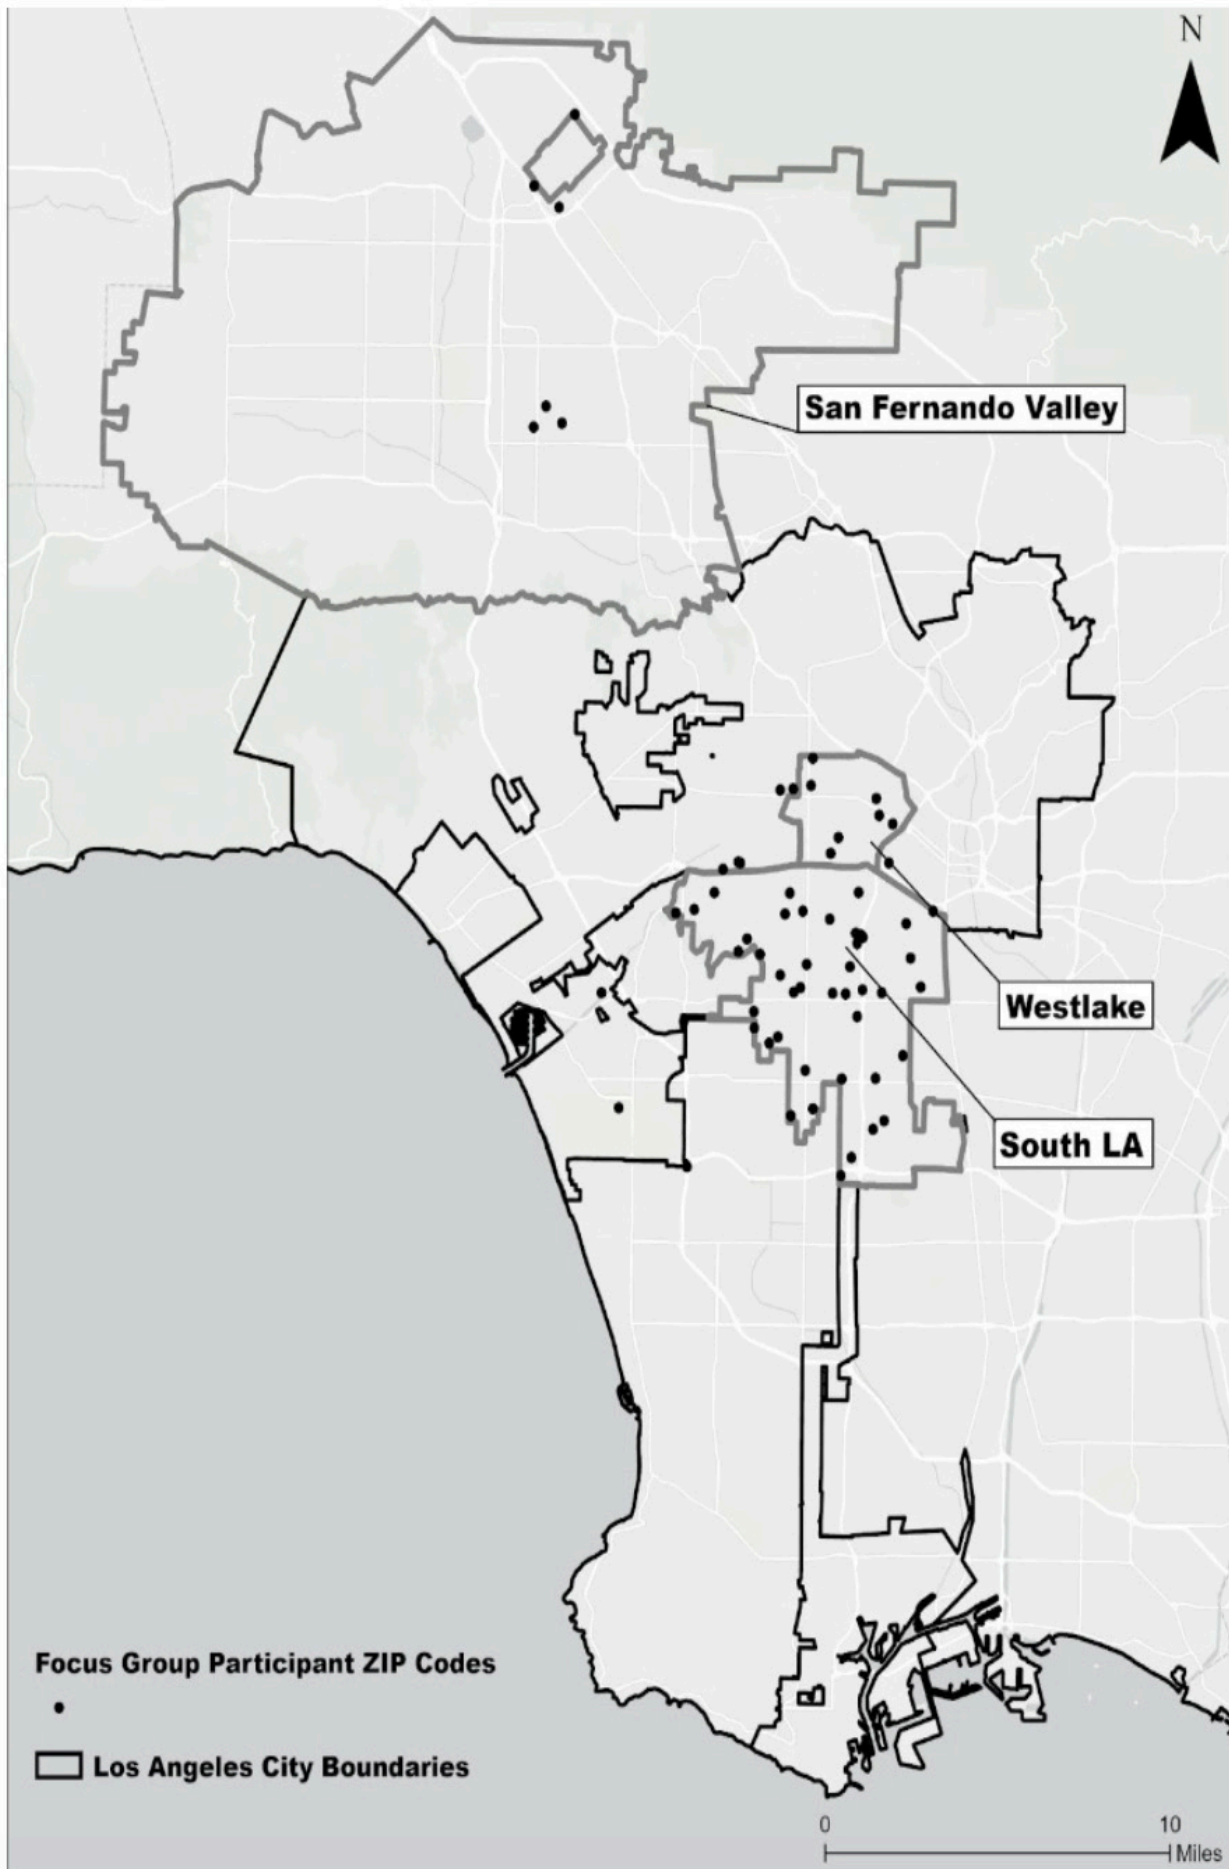 N
San Fernando Valley
Westlake
South LA
Focus Group Participant ZIP Codes
Los Angeles City Boundaries
0 10
Miles